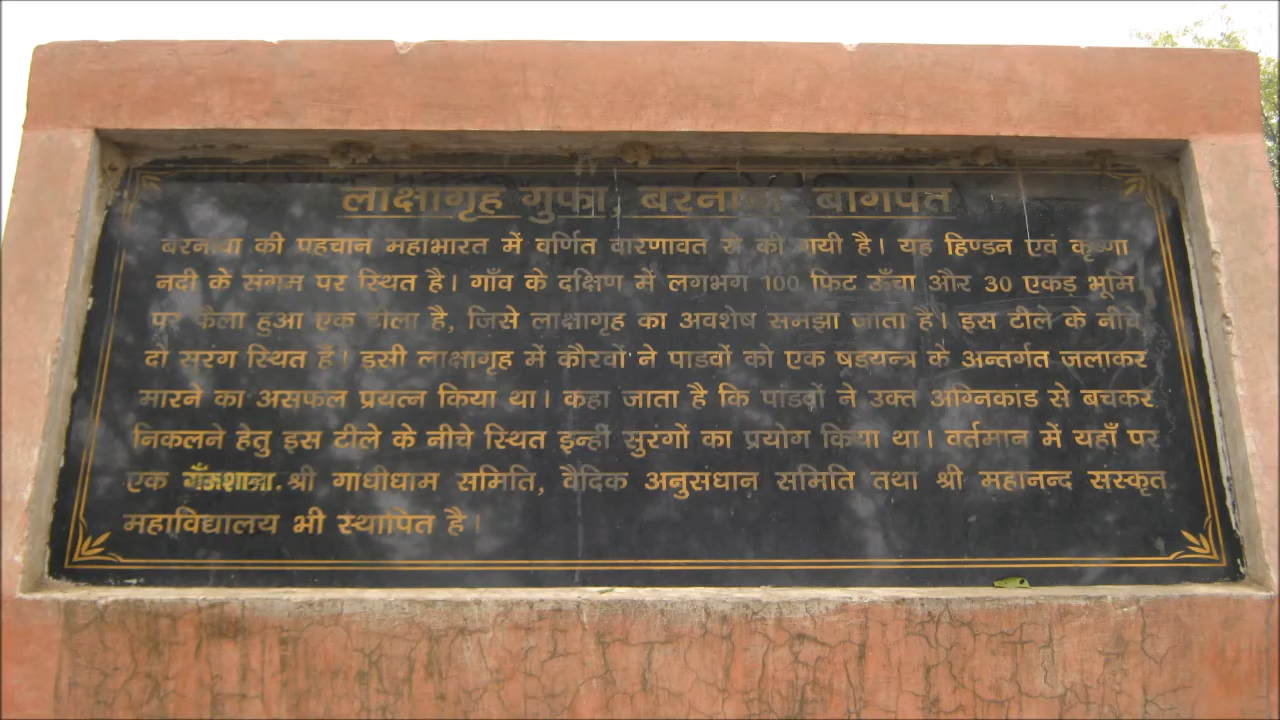 लाक्षागृह गुफा, बरनावा, बागपत
बरनावा की पहचान महाभारत में वर्णित वारणावत से की गयी है। यह हिण्डन एवं कृष्णा
नदी के संगम पर स्थित है। गाँव के दक्षिण में लगभग 100 फिट ऊँचा और 30 एकड़ भूमि
पर फैला हुआ एक टीला है, जिसे लाक्षागृह का अवशेष समझा जाता है। इस टीले के नीचे
दो सुरंग स्थित हैं। इसी लाक्षागृह में कौरवों ने पाडवों को एक षडयन्त्र के अन्तर्गत जलाकर
मारने का असफल प्रयत्न किया था। कहा जाता है कि पांडवों ने उक्त अग्निकाड से बचकर
निकलने हेतु इस टीले के नीचे स्थित इन्हीं सुरगों का प्रयोग किया था। वर्तमान में यहाँ पर
एक श्री गांधीधाम समिति, वैदिक अनुसधान समिति तथा श्री महानन्द संस्कृत
महाविद्यालय भी स्थापित है।